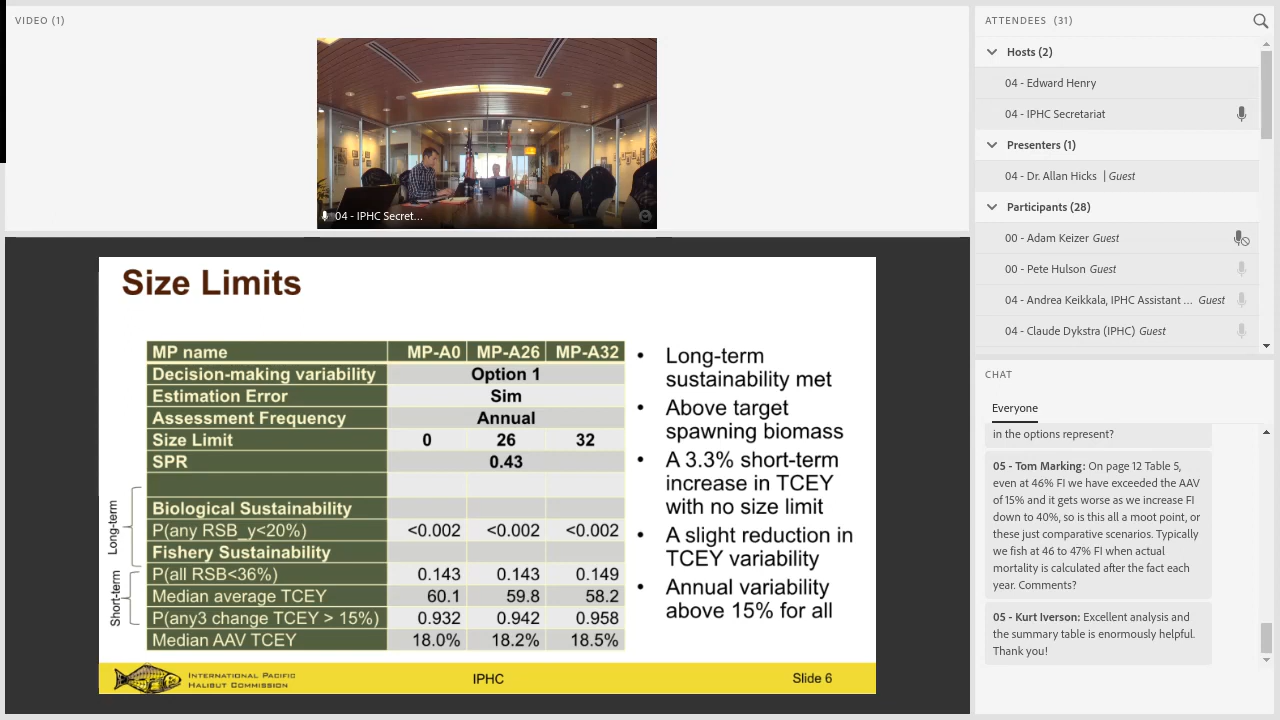 VIDEO (1)
04 - IPHC Secret...
Size Limits
MP name MP-A0 MP-A26 MP-A32
Decision-making variability Option 1
Estimation Error Sim
Assessment Frequency Annual
Size Limit 0 26 32
SPR 0.43
Biological Sustainability
P(any RSB_y<20%) <0.002 <0.002 <0.002
Fishery Sustainability
P(all RSB<36%) 0.143 0.143 0.149
Median average TCEY 60.1 59.8 58.2
P(any3 change TCEY > 15%) 0.932 0.942 0.958
Median AAV TCEY 18.0% 18.2% 18.5%
Long-term
Short-term
• Long-term
sustainability met
• Above target
spawning biomass
• A 3.3% short-term
increase in TCEY
with no size limit
• A slight reduction in
TCEY variability
• Annual variability
above 15% for all
INTERNATIONAL PACIFIC
HALIBUT COMMISSION
IPHC
Slide 6
ATTENDEES (31)
Hosts (2)
04 - Edward Henry
04 - IPHC Secretariat
Presenters (1)
04 - Dr. Allan Hicks | Guest
Participants (28)
00 - Adam Keizer Guest
00 - Pete Hulson Guest
04 - Andrea Keikkala, IPHC Assistant ... Guest
04 - Claude Dykstra (IPHC) Guest
CHAT
Everyone
in the options represent?
05 - Tom Marking: On page 12 Table 5,
even at 46% FI we have exceeded the AAV
of 15% and it gets worse as we increase FI
down to 40%, so is this all a moot point, or
these just comparative scenarios. Typically
we fish at 46 to 47% FI when actual
mortality is calculated after the fact each
year. Comments?
05 - Kurt Iverson: Excellent analysis and
the summary table is enormously helpful.
Thank you!